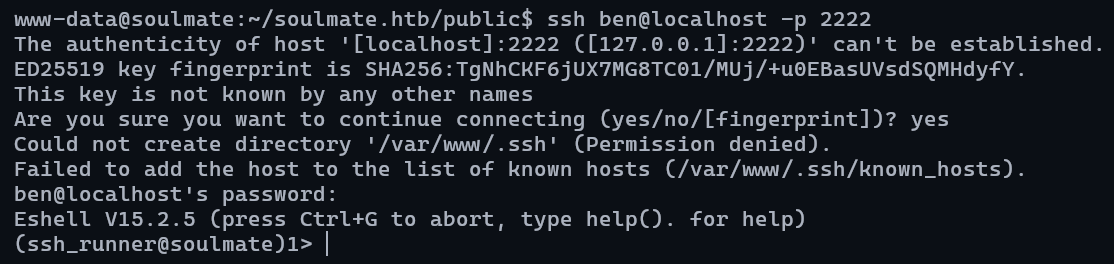 www-data@soulmate:~/soulmate.htb/public$ ssh ben@localhost -p 2222
The authenticity of host '[localhost]:2222 ([127.0.0.1]:2222)' can't be established.
ED25519 key fingerprint is SHA256:TgNhCKF6jUX7MG8TC01/MUj/+u0EBasUVsdSQMHdyfY.
This key is not known by any other names
Are you sure you want to continue connecting (yes/no/[fingerprint])? yes
Could not create directory '/var/www/.ssh' (Permission denied).
Failed to add the host to the list of known hosts (/var/www/.ssh/known_hosts).
ben@localhost's password:
Eshell V15.2.5 (press Ctrl+G to abort, type help(). for help)
(ssh_runner@soulmate)1>